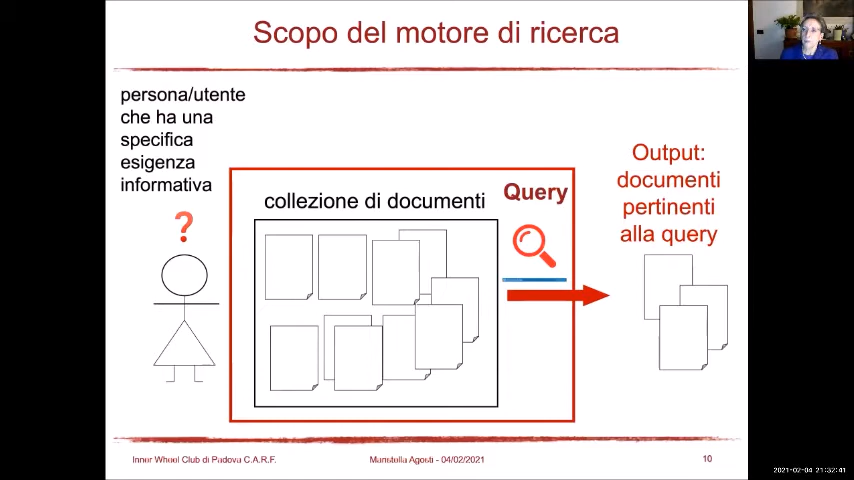 Scopo del motore di ricerca
persona/utente
che ha una
specifica
esigenza
informativa
?
collezione di documenti
Query
Output:
documenti
pertinenti
alla query
Inner Wheel Club di Padova C.A.R.F.
Maristella Agosti - 04/02/2021
10
2021-02-04 21:32:41